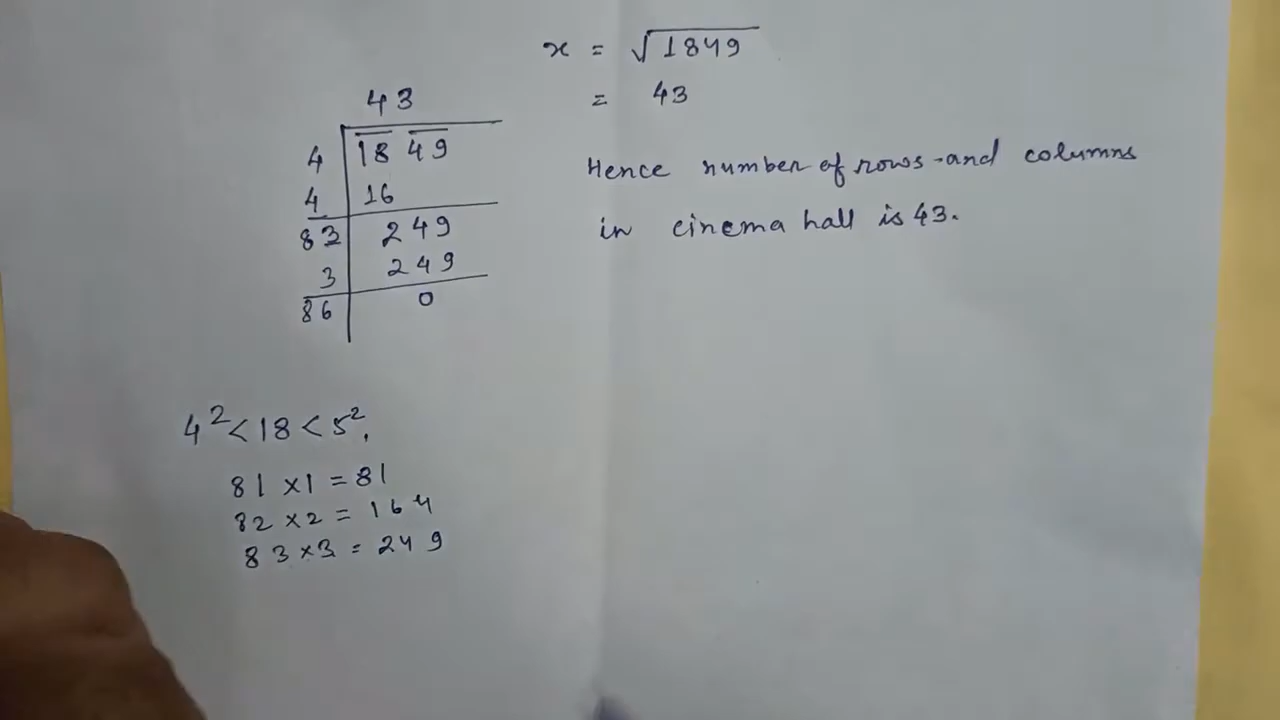 x = √1849
= 43
43
4 | 18 49
4 | 16
83 | 249
3 | 249
86 | 0
Hence number of rows and columns
in cinema hall is 43.
4² < 18 < 5².
81 × 1 = 81
82 × 2 = 164
83 × 3 = 249